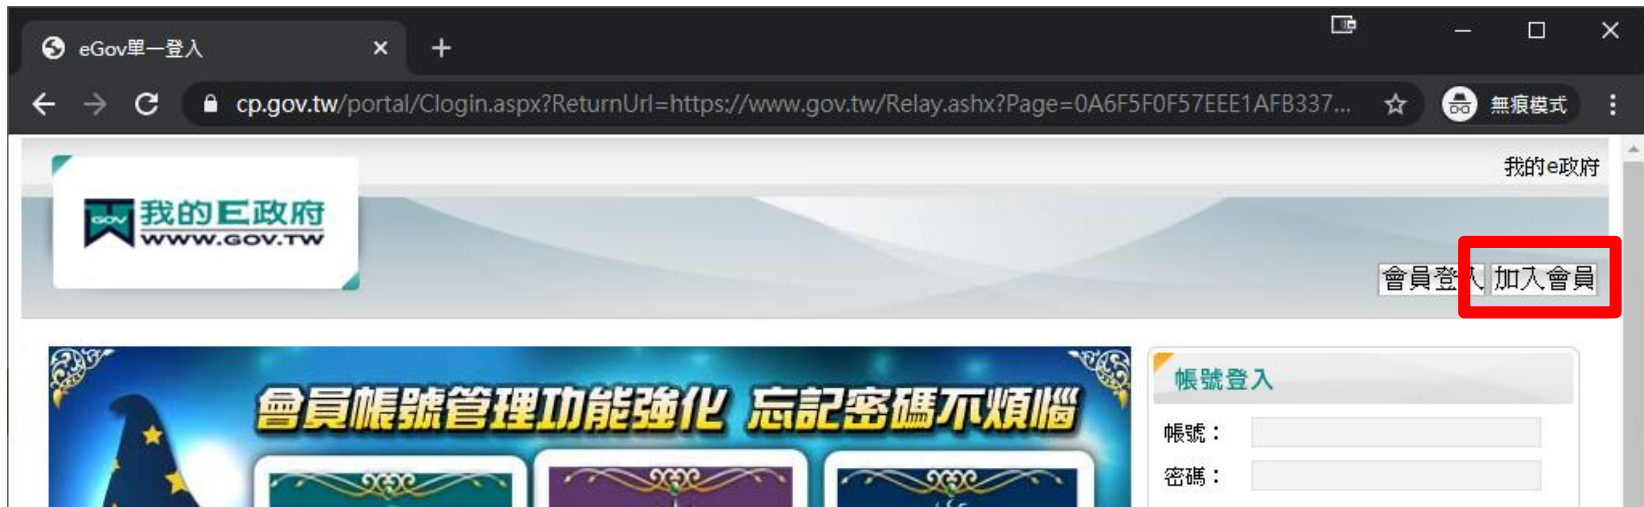 eGov單一登入
cp.gov.tw/portal/Clogin.aspx?ReturnUrl=https://www.gov.tw/Relay.ashx?Page=0A6F5F0F57EEE1AFB337...
無痕模式
我的e政府
GOV 我的E政府
WWW.GOV.TW
會員登入 加入會員
會員帳號管理功能強化 忘記密碼不煩惱
帳號登入
帳號：
密碼：